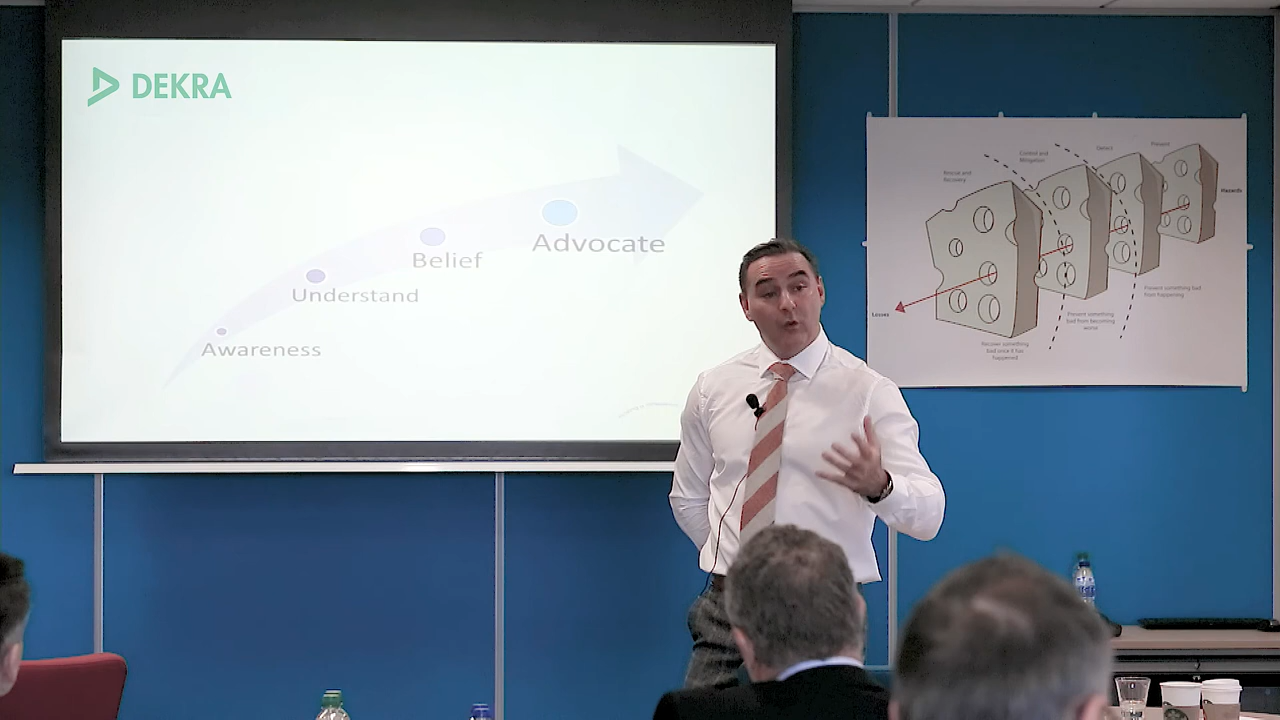 DEKRA
Advocate
Belief
Understand
Awareness
Prevent
Detect
Control and
Mitigation
Rescue and
Recovery
Hazards
Losses
Prevent something bad
from happening
Prevent something
bad from becoming
worse
Recover something
bad once it has
happened